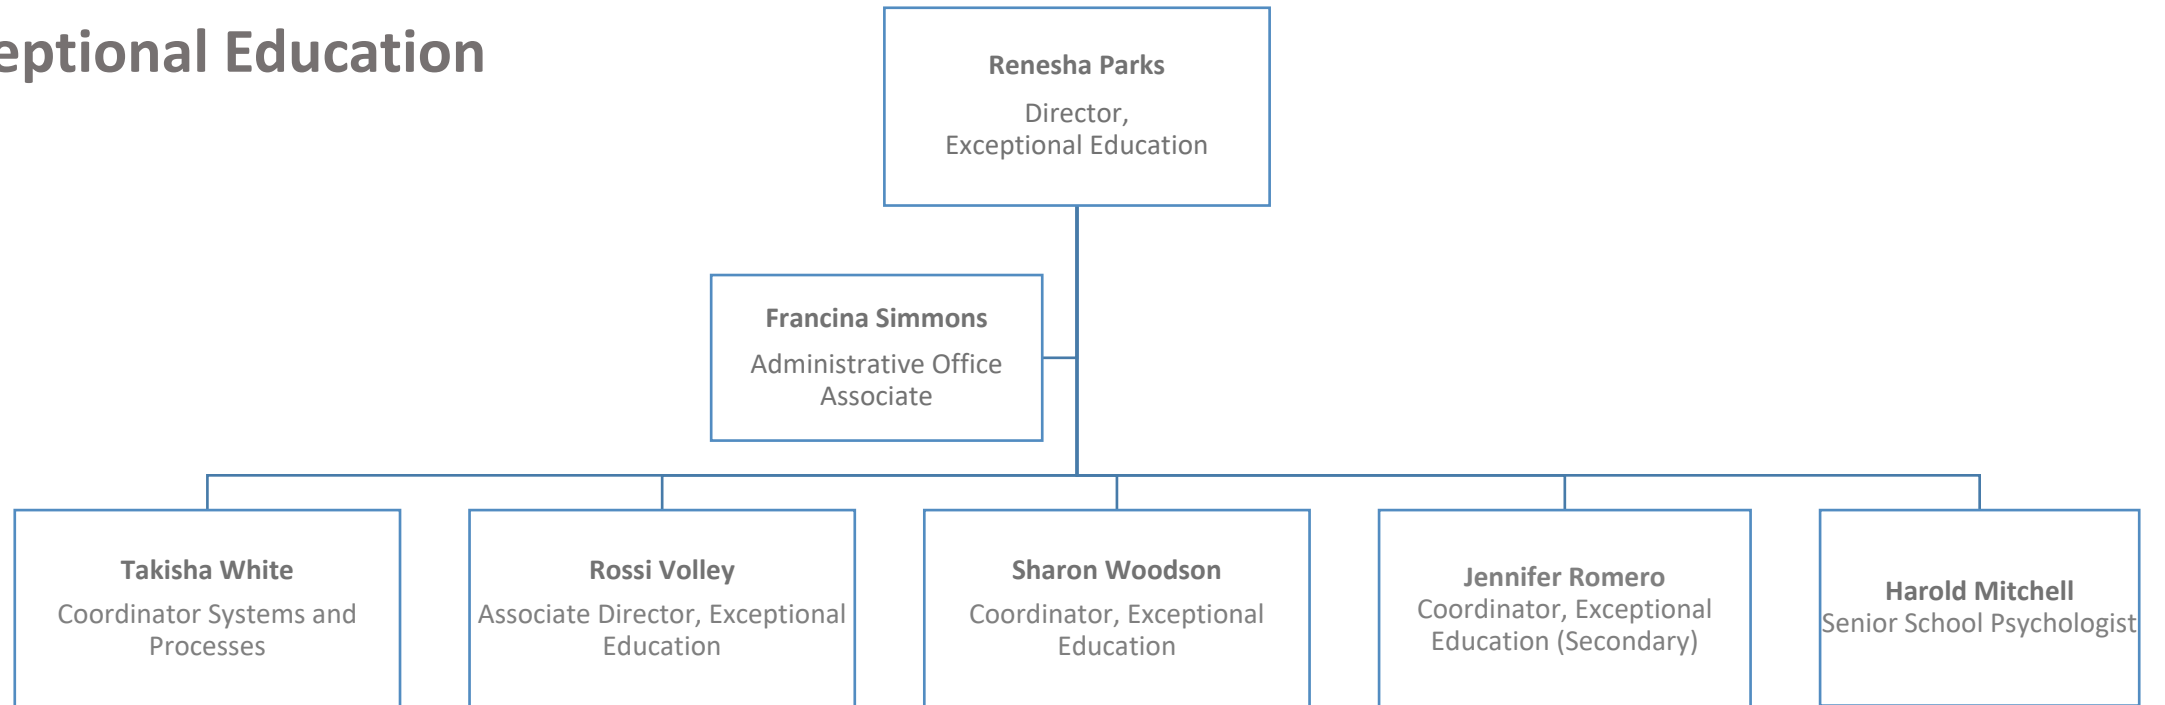 eptional Education
Renesha Parks
Director,
Exceptional Education
Francina Simmons
Administrative Office
Associate
Takisha White
Coordinator Systems and
Processes
Rossi Volley
Associate Director, Exceptional
Education
Sharon Woodson
Coordinator, Exceptional
Education
Jennifer Romero
Coordinator, Exceptional
Education (Secondary)
Harold Mitchell
Senior School Psychologist